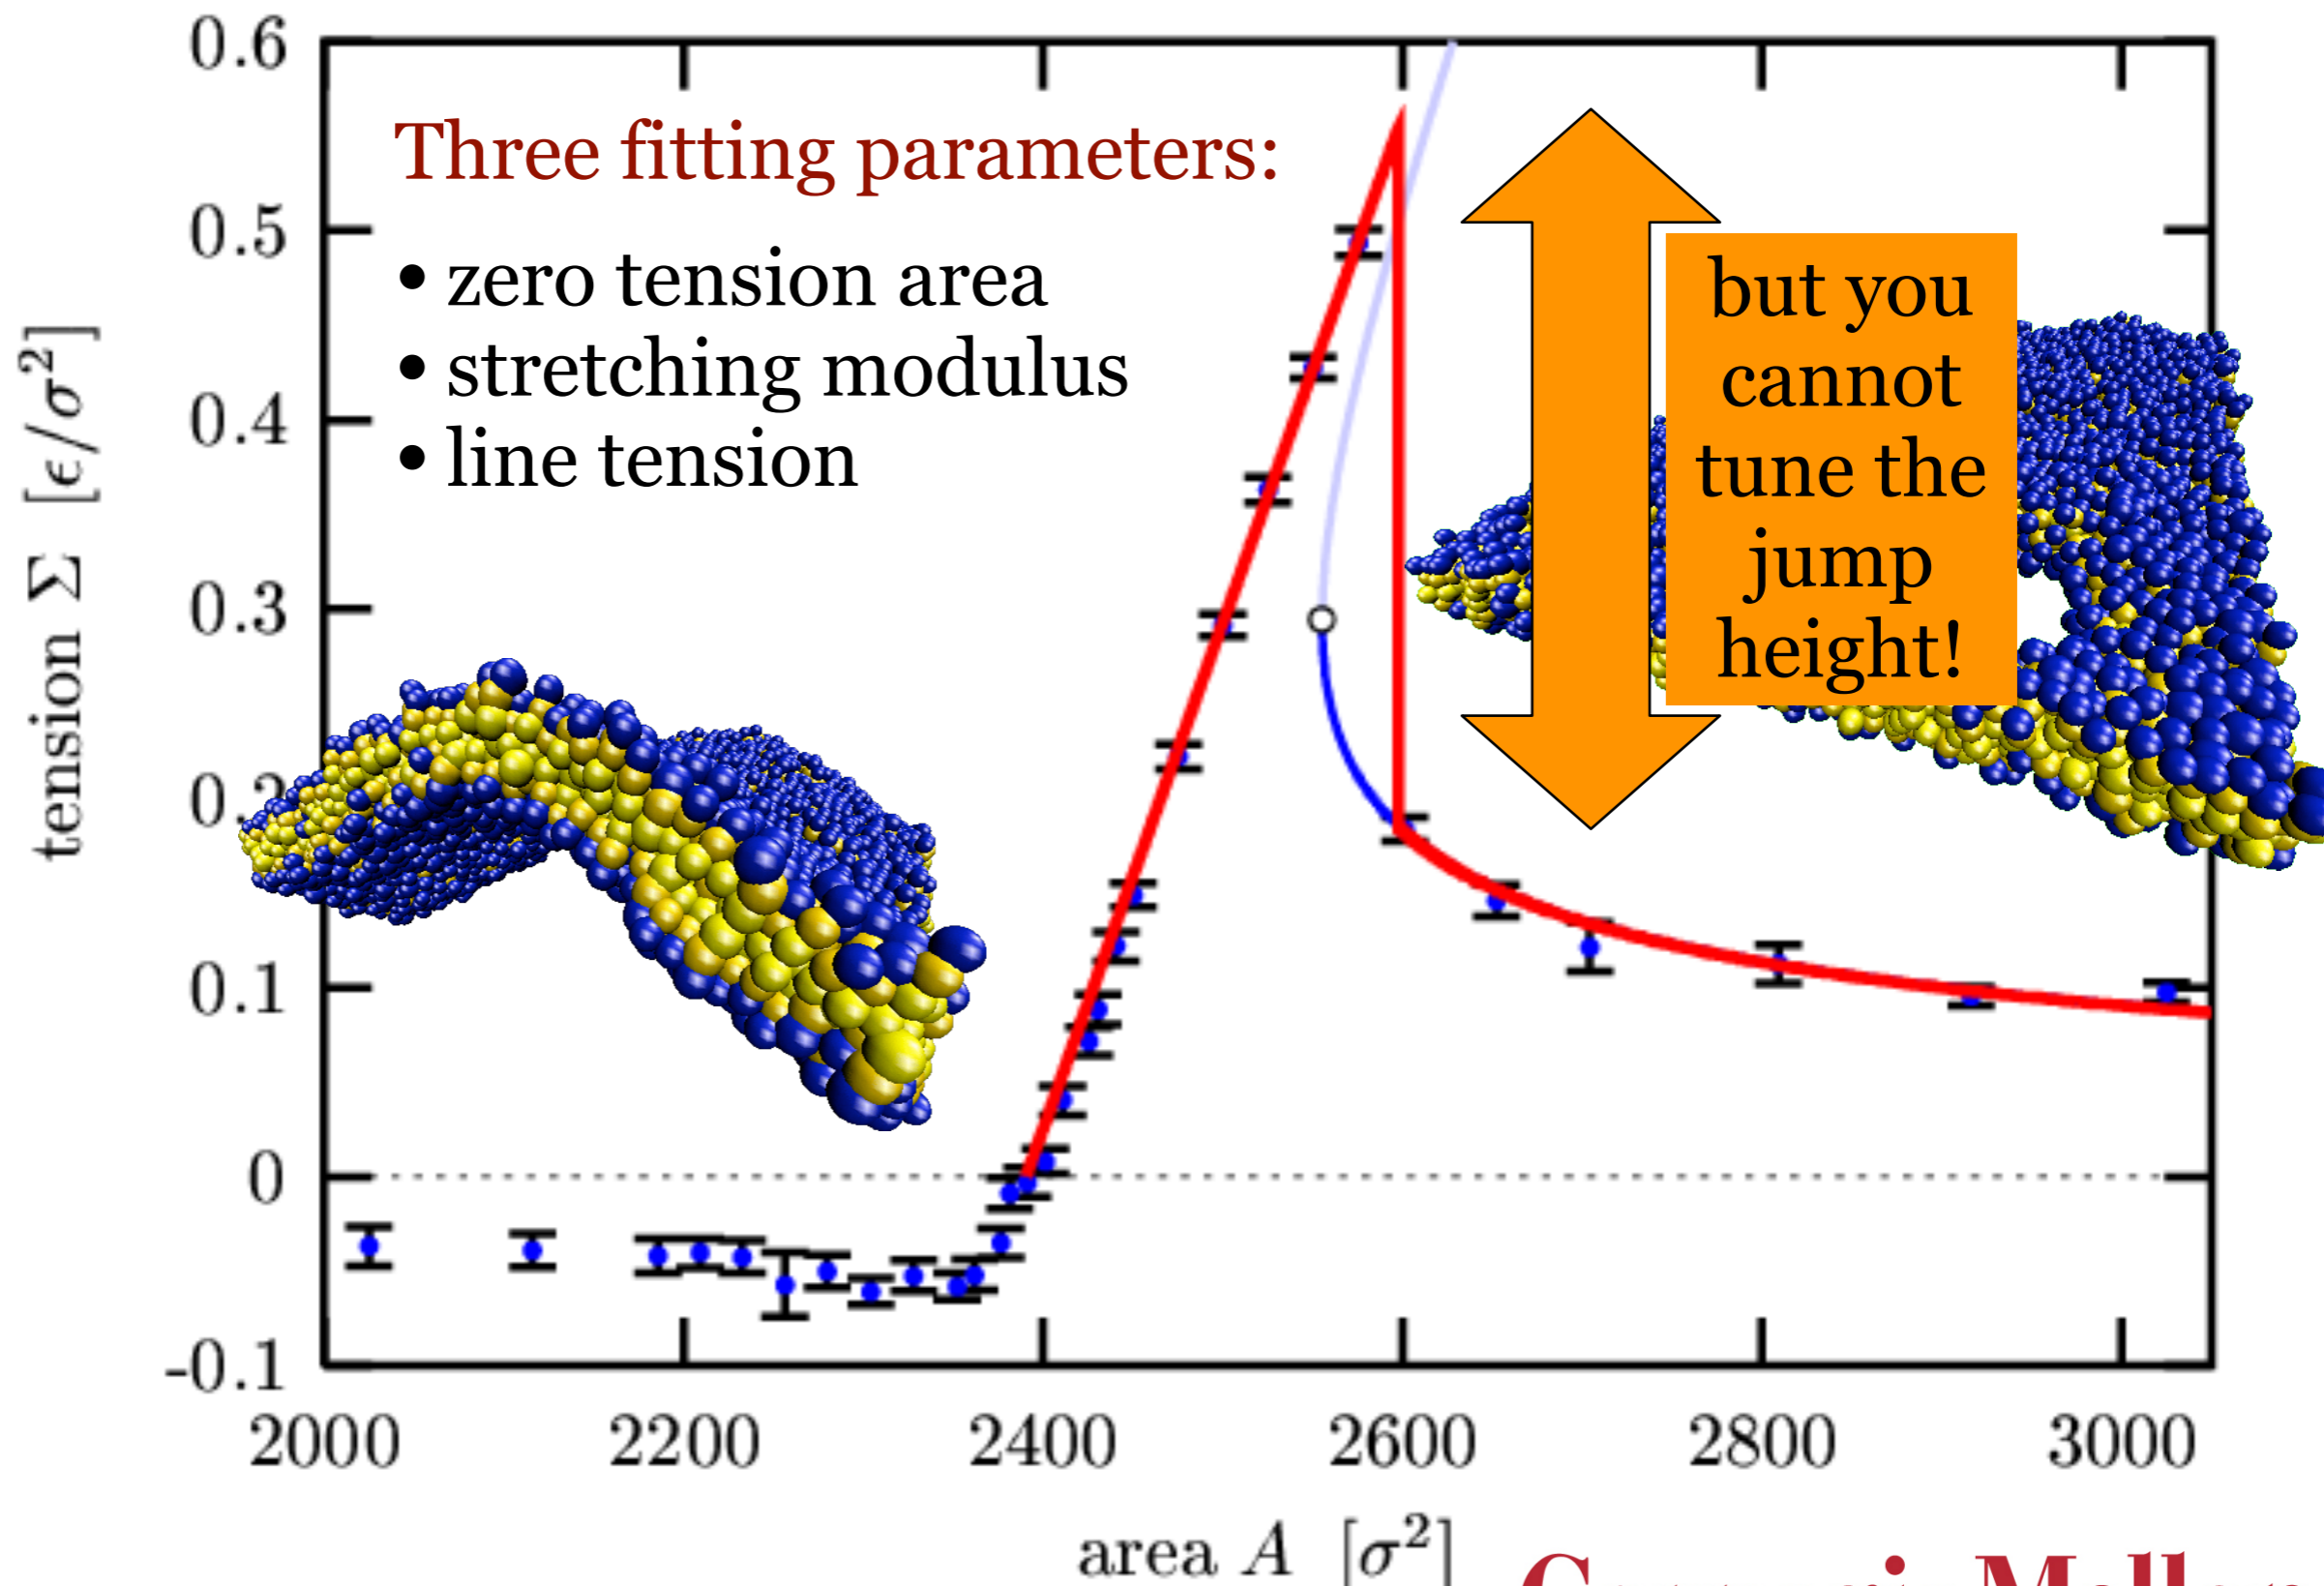 0.6
0.5
0.4
0.3
0.1
0
-0.1
tension Σ [ϵ/σ²]
Three fitting parameters:
• zero tension area
• stretching modulus
• line tension
but you
cannot
tune the
jump
height!
2000 2200 2400 2600 2800 3000
area A [σ²]